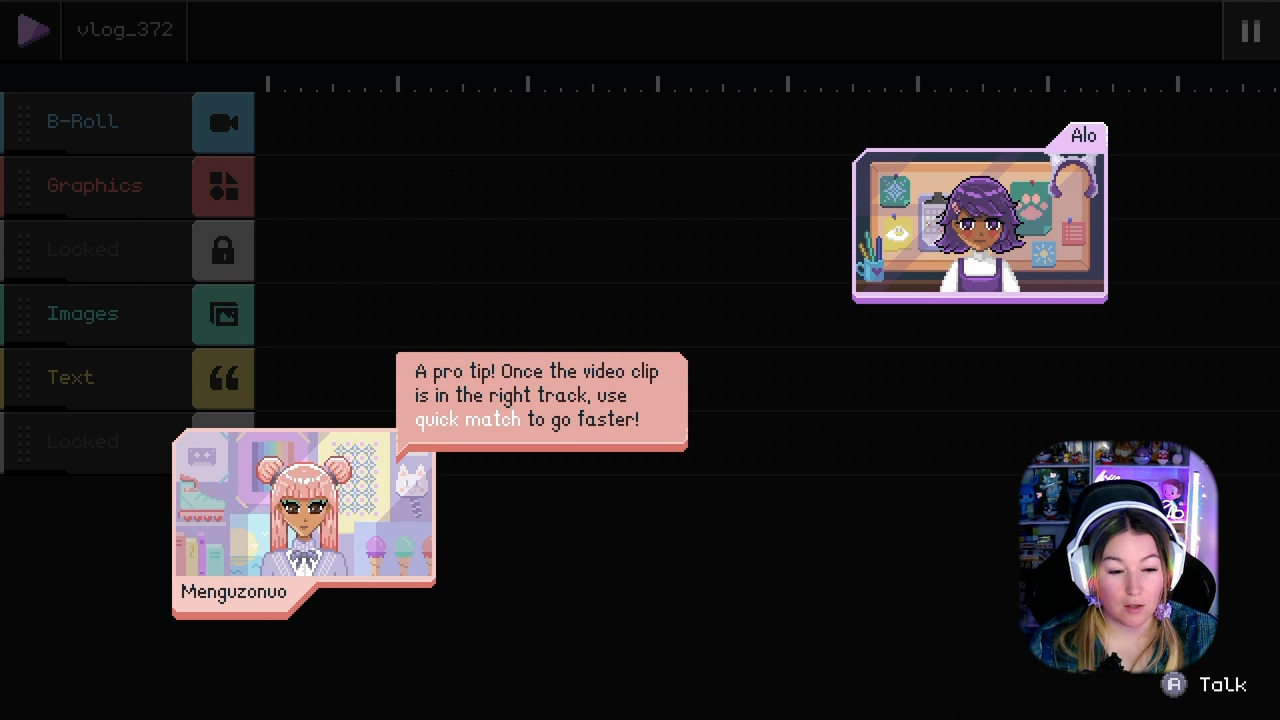 vlog_372
B-Roll
Graphics
Locked
Images
Text
Locked
Alo
A pro tip! Once the video clip
is in the right track, use
quick match to go faster!
Menguzonuo
A Talk